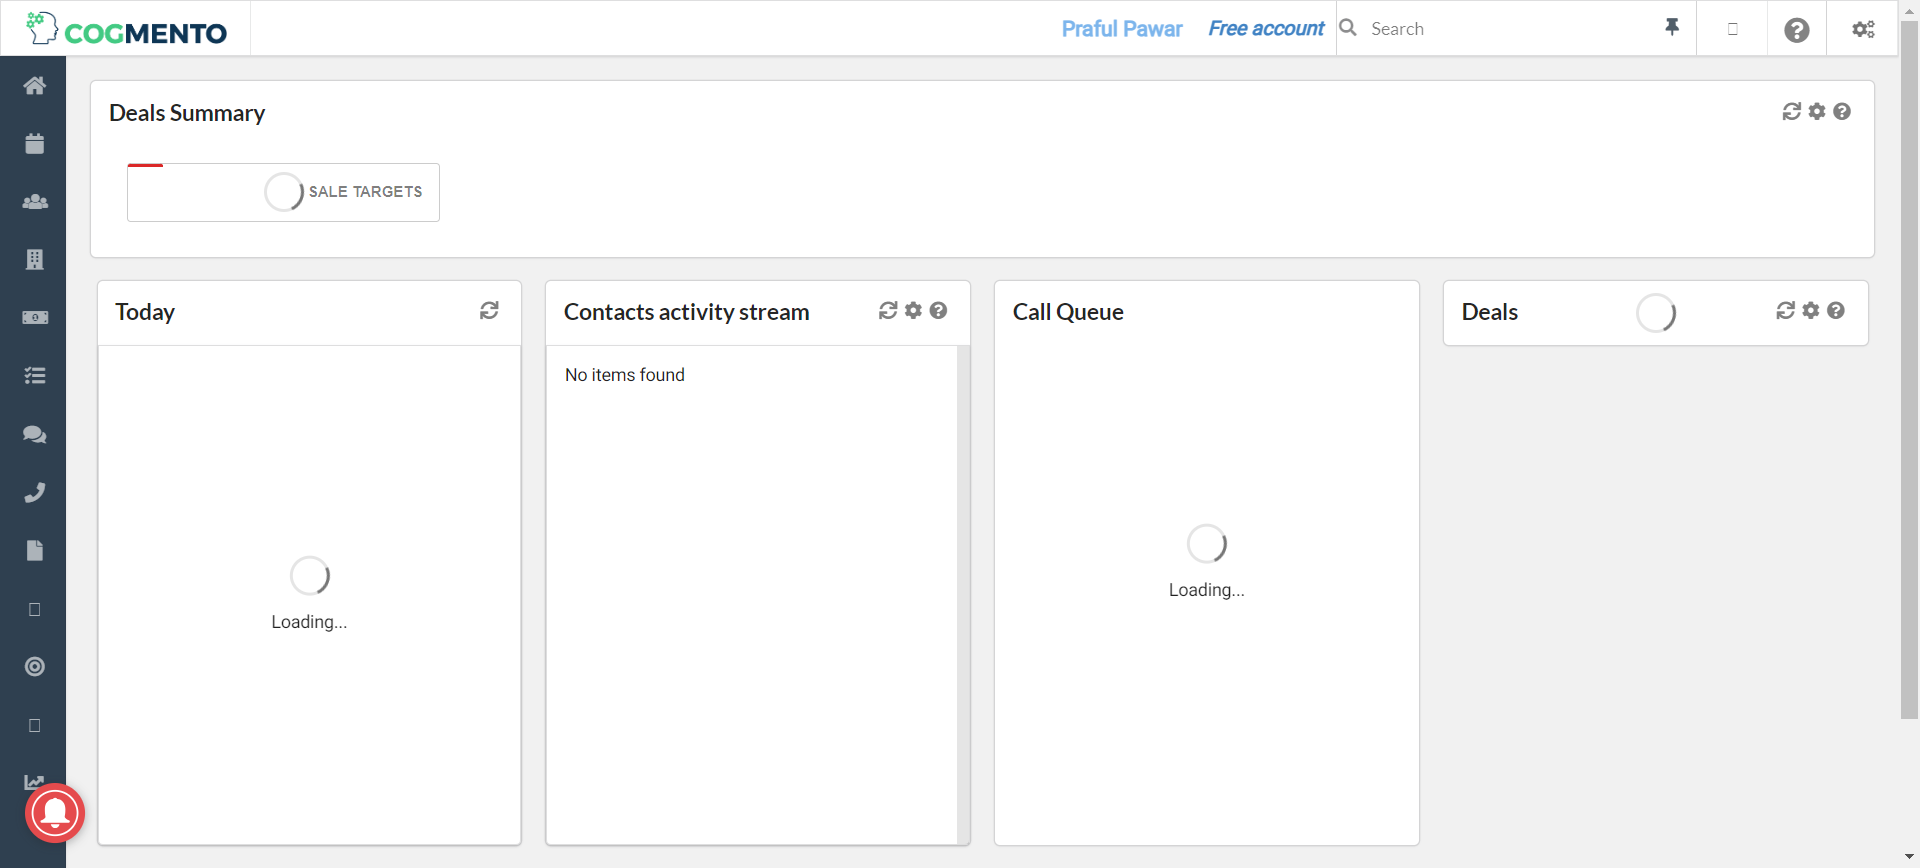 COGMENTO
Praful Pawar Free account Search
Deals Summary
SALE TARGETS
Today
Contacts activity stream
Call Queue
Deals
No items found
Loading...
Loading...